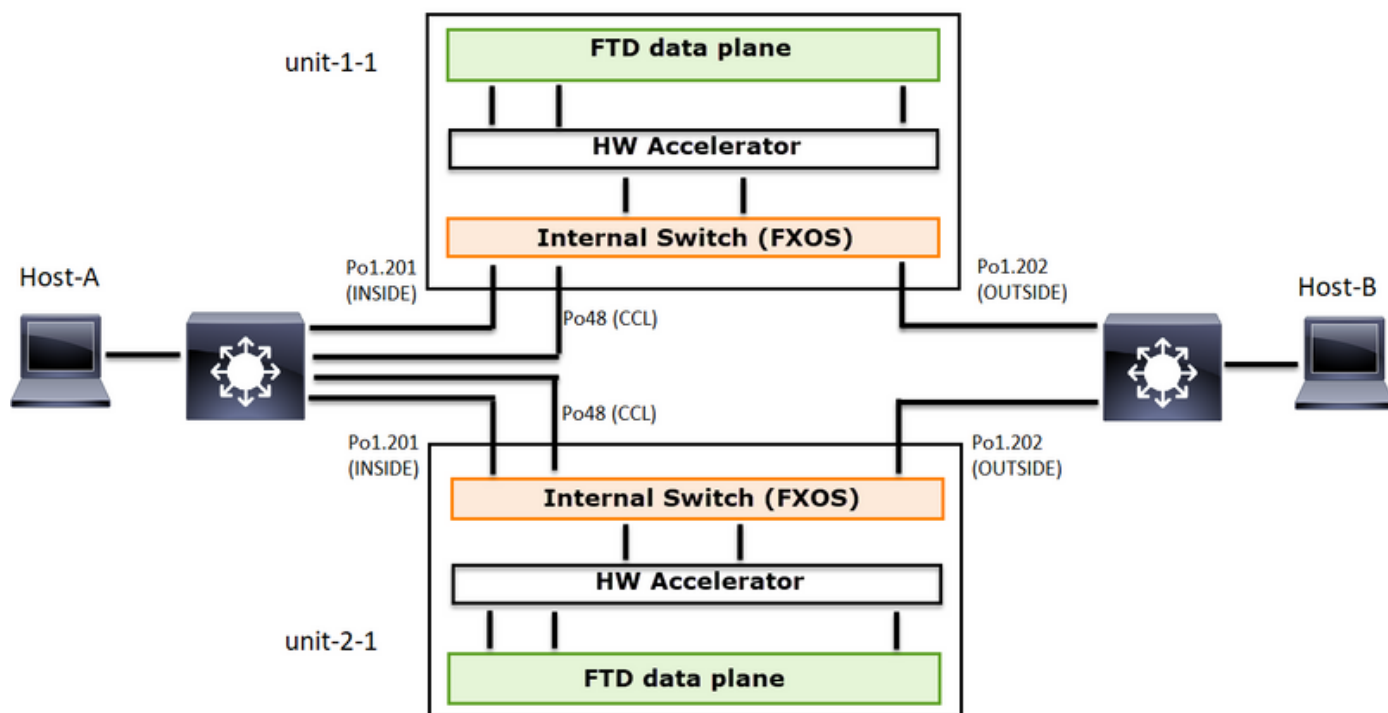 FTD data plane
unit-1-1
HW Accelerator
Internal Switch (FXOS)
Po1.201
(INSIDE)
Po1.202
(OUTSIDE)
Host-A
Host-B
Po48 (CCL)
Po48 (CCL)
Po1.201
(INSIDE)
Po1.202
(OUTSIDE)
Internal Switch (FXOS)
HW Accelerator
unit-2-1
FTD data plane